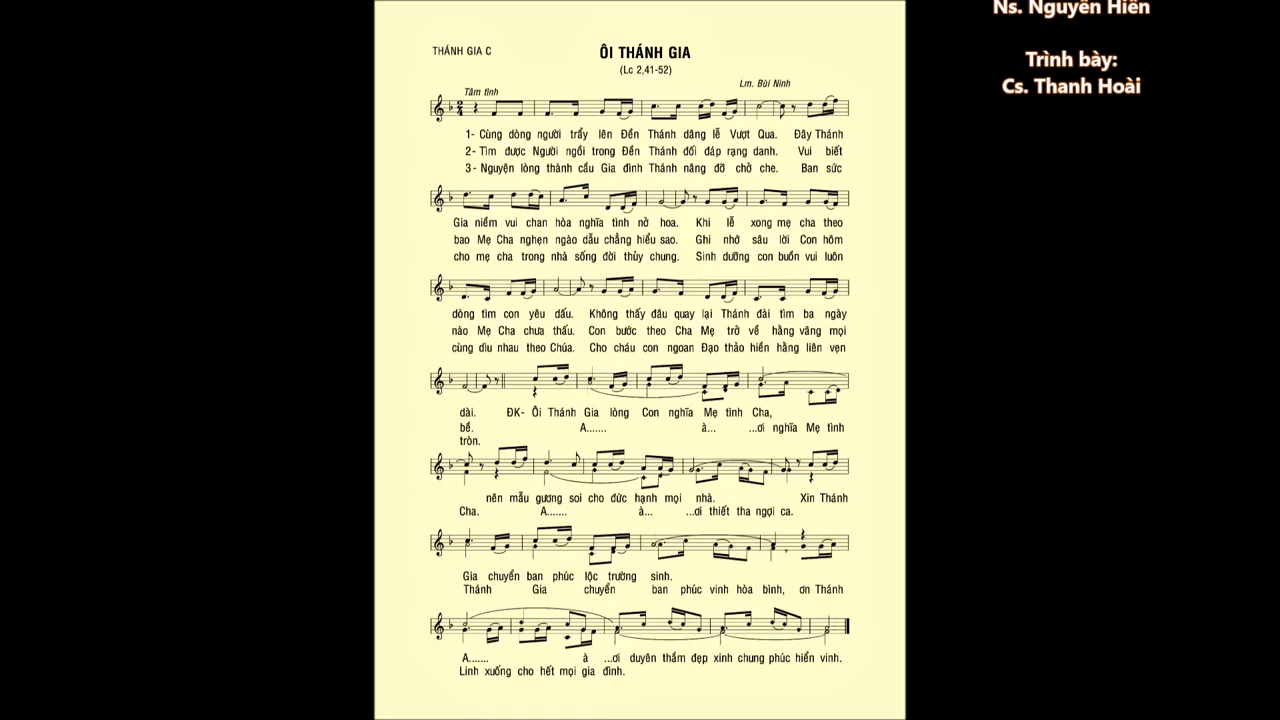 Ns. Nguyễn Hiền
Trình bày:
Cs. Thanh Hoài
THÁNH GIA C
ÔI THÁNH GIA
(Lc 2,41-52)
Lm. Bùi Ninh
Tâm tình
1- Cùng dòng người trẩy lên Đền Thánh dâng lễ Vượt Qua. Đây Thánh
2- Tìm được Người ngồi trong Đền Thánh đối đáp rạng danh. Vui biết
3- Nguyện lòng thành cầu Gia đình Thánh nâng đỡ chở che. Ban sức
Gia niềm vui chan hòa nghĩa tình nở hoa. Khi lễ xong mẹ cha theo
bao Mẹ Cha nghẹn ngào dẫu chẳng hiểu sao. Ghi nhớ sâu lời Con hôm
cho mẹ cha trong nhà sống đời thủy chung. Sinh dưỡng con buồn vui luôn
dòng tìm con yêu dấu. Không thấy đâu quay lại Thánh đài tìm ba ngày
nào Mẹ Cha chưa thấu. Con bước theo Cha Mẹ trở về hằng vâng mọi
cùng dìu nhau theo Chúa. Cho cháu con ngoan Đạo thảo hiền hằng liên vẹn
dài. ĐK- Ôi Thánh Gia lòng Con nghĩa Mẹ tình Cha,
bề. A....... à... ...ơi nghĩa Mẹ tình
tròn.
nên mẫu gương soi cho đức hạnh mọi nhà. Xin Thánh
Cha. A....... à... ...ơi thiết tha ngợi ca.
Gia chuyển ban phúc lộc trường sinh.
Thánh Gia chuyển ban phúc vinh hòa bình, ơn Thánh
A....... à ...ơi duyên thắm đẹp xinh chung phúc hiển vinh.
Linh xuống cho hết mọi gia đình.